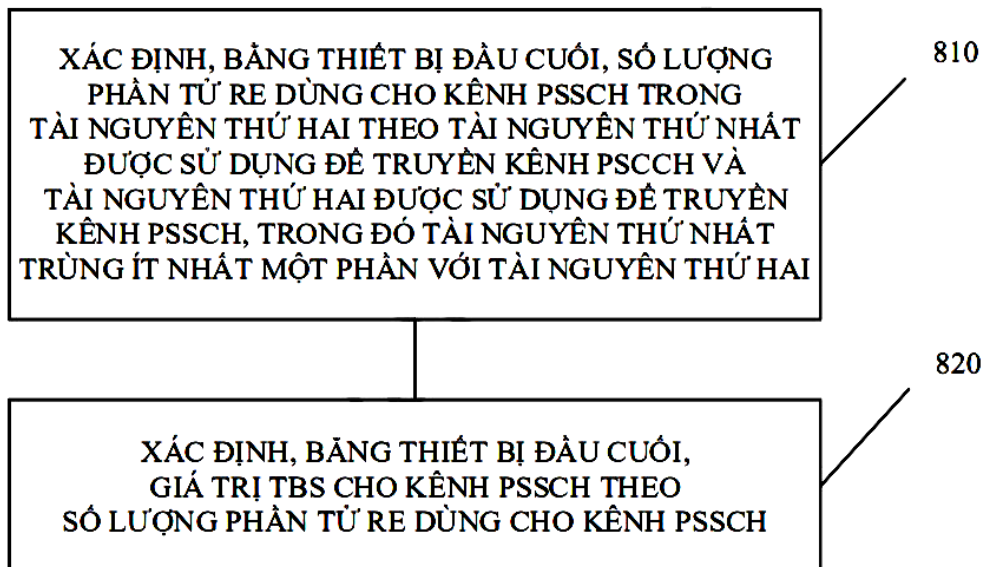 XÁC ĐỊNH, BẰNG THIẾT BỊ ĐẦU CUỐI, SỐ LƯỢNG
PHẦN TỬ RE DÙNG CHO KÊNH PSSCH TRONG
TÀI NGUYÊN THỨ HAI THEO TÀI NGUYÊN THỨ NHẤT
ĐƯỢC SỬ DỤNG ĐỂ TRUYỀN KÊNH PSCCH VÀ
TÀI NGUYÊN THỨ HAI ĐƯỢC SỬ DỤNG ĐỂ TRUYỀN
KÊNH PSSCH, TRONG ĐÓ TÀI NGUYÊN THỨ NHẤT
TRÙNG ÍT NHẤT MỘT PHẦN VỚI TÀI NGUYÊN THỨ HAI
810
XÁC ĐỊNH, BẰNG THIẾT BỊ ĐẦU CUỐI,
GIÁ TRỊ TBS CHO KÊNH PSSCH THEO
SỐ LƯỢNG PHẦN TỬ RE DÙNG CHO KÊNH PSSCH
820